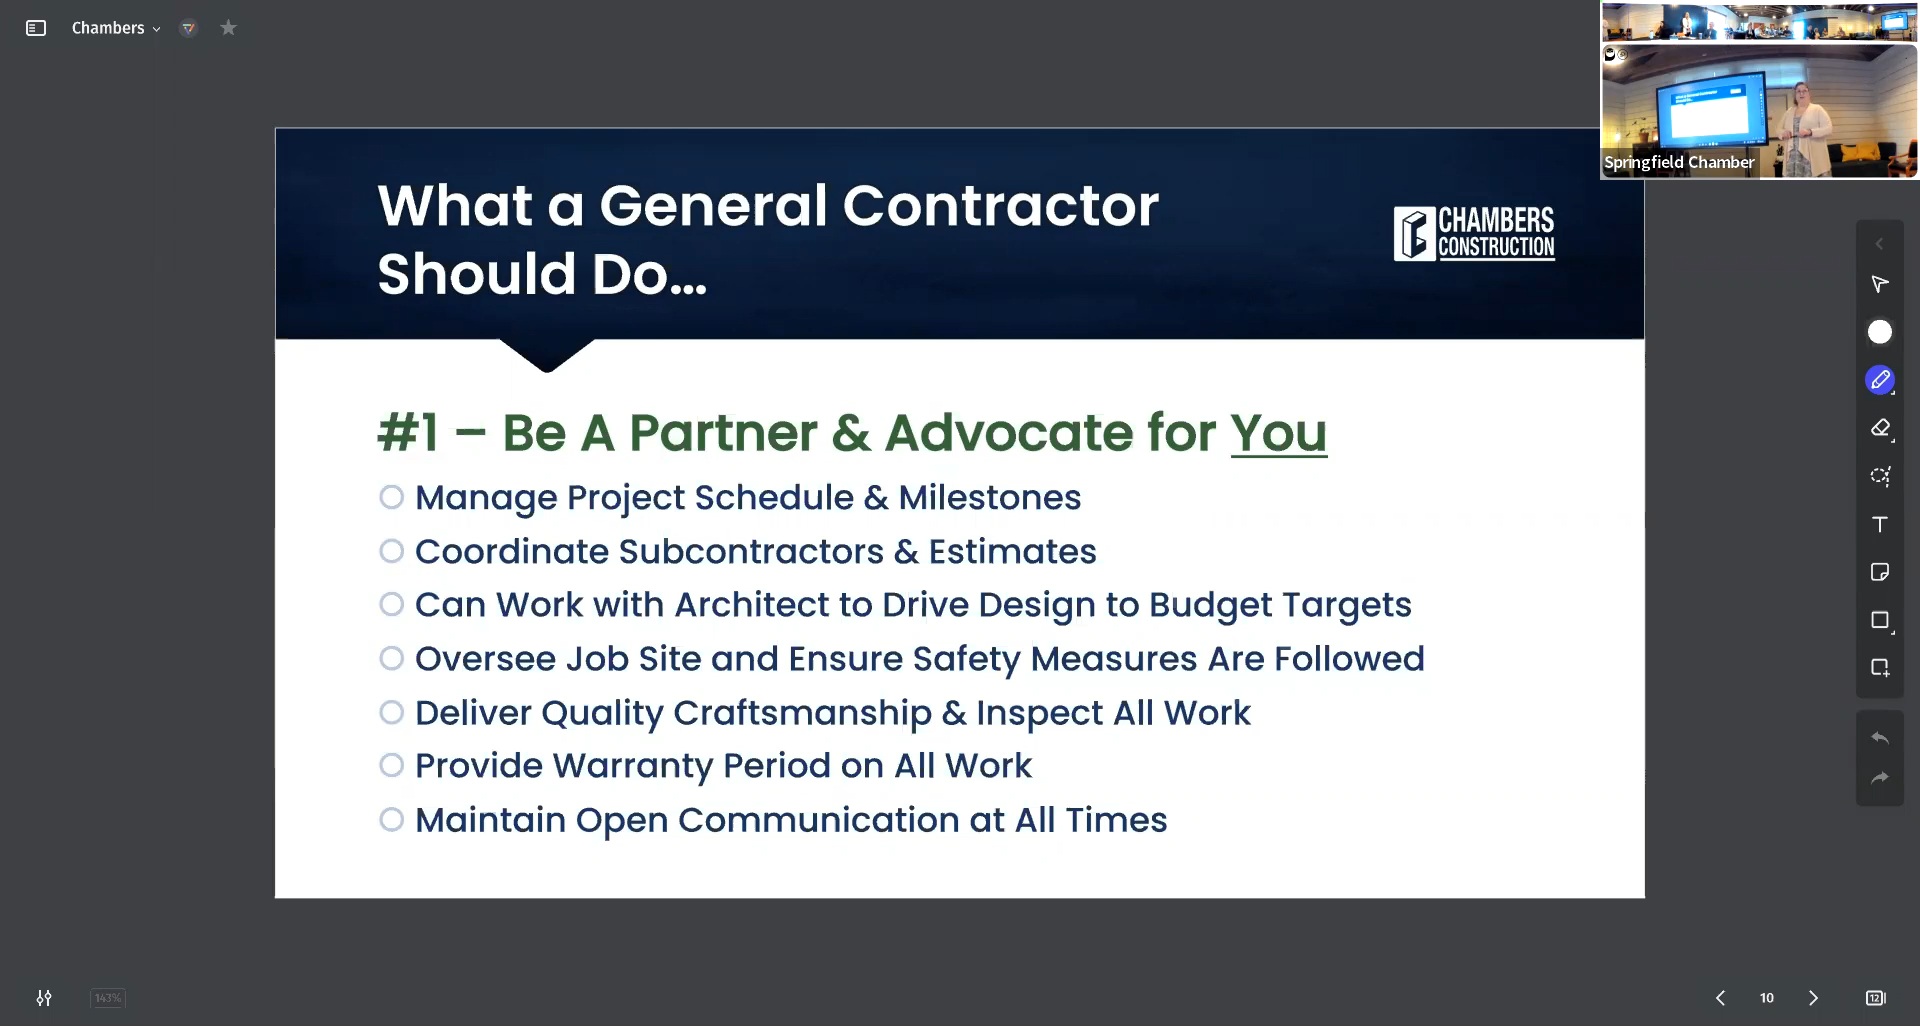 Chambers
Springfield Chamber
What a General Contractor
Should Do...
CHAMBERS
CONSTRUCTION
#1 – Be A Partner & Advocate for You
Manage Project Schedule & Milestones
Coordinate Subcontractors & Estimates
Can Work with Architect to Drive Design to Budget Targets
Oversee Job Site and Ensure Safety Measures Are Followed
Deliver Quality Craftsmanship & Inspect All Work
Provide Warranty Period on All Work
Maintain Open Communication at All Times
T
143%
10
12